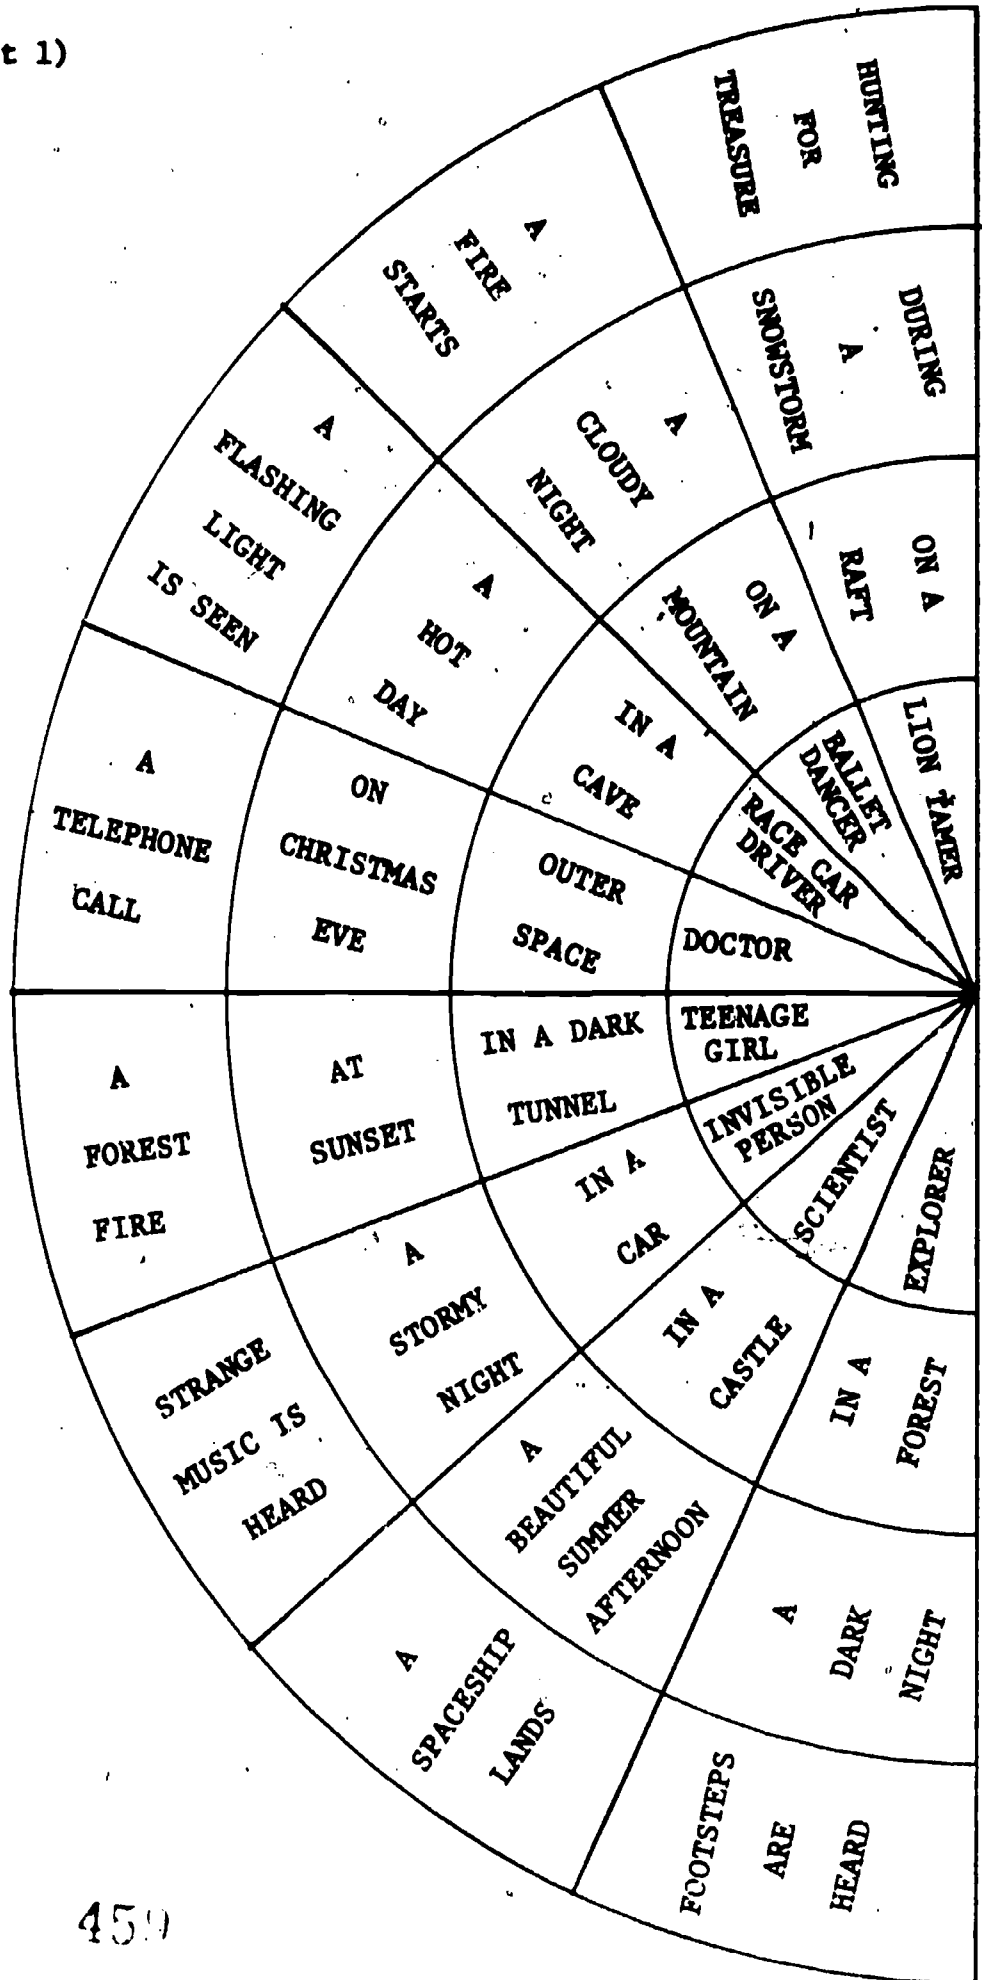 t 1)
HUNTING
FOR
TREASURE
DURING
A
SNOWSTORM
ON A
RAFT
LION TAMER
A
FIRE
STARTS
A
CLOUDY
NIGHT
ON A
MOUNTAIN
BALLET
DANCER
A
FLASHING
LIGHT
IS SEEN
A
HOT
DAY
IN A
CAVE
RACE CAR
DRIVER
A
TELEPHONE
CALL
ON
CHRISTMAS
EVE
OUTER
SPACE
DOCTOR
A
FOREST
FIRE
AT
SUNSET
IN A DARK
TUNNEL
TEENAGE
GIRL
STRANGE
MUSIC IS
HEARD
A
STORMY
NIGHT
IN A
CAR
INVISIBLE
PERSON
A
SPACESHIP
LANDS
A
BEAUTIFUL
SUMMER
AFTERNOON
IN A
CASTLE
SCIENTIST
FOOTSTEPS
ARE
HEARD
A
DARK
NIGHT
IN A
FOREST
EXPLORER
459